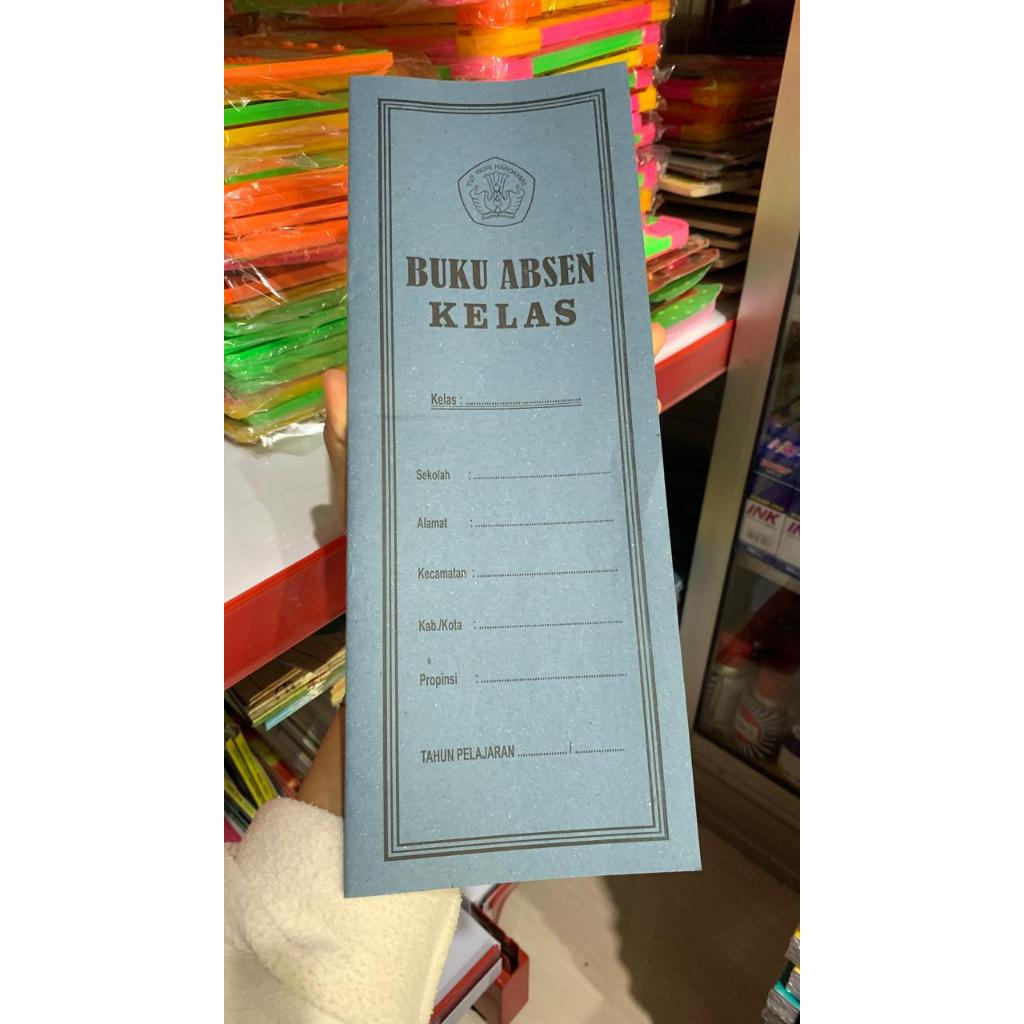 TUT WURI HANDAYANI
BUKU ABSEN
KELAS
Kelas : ........................................
Sekolah : ................................................
Alamat : ................................................
Kecamatan : ................................................
Kab./Kota : ................................................
Propinsi : ................................................
TAHUN PELAJARAN .................. / ..................
INK